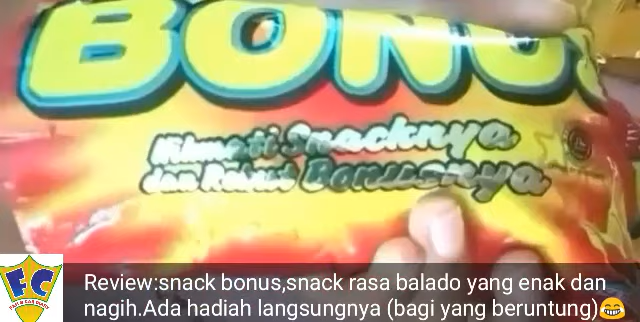 BONUS
Nikmati Snacknya
dan Rebut Bonusnya
FC
Review:snack bonus,snack rasa balado yang enak dan
nagih.Ada hadiah langsungnya (bagi yang beruntung)😂